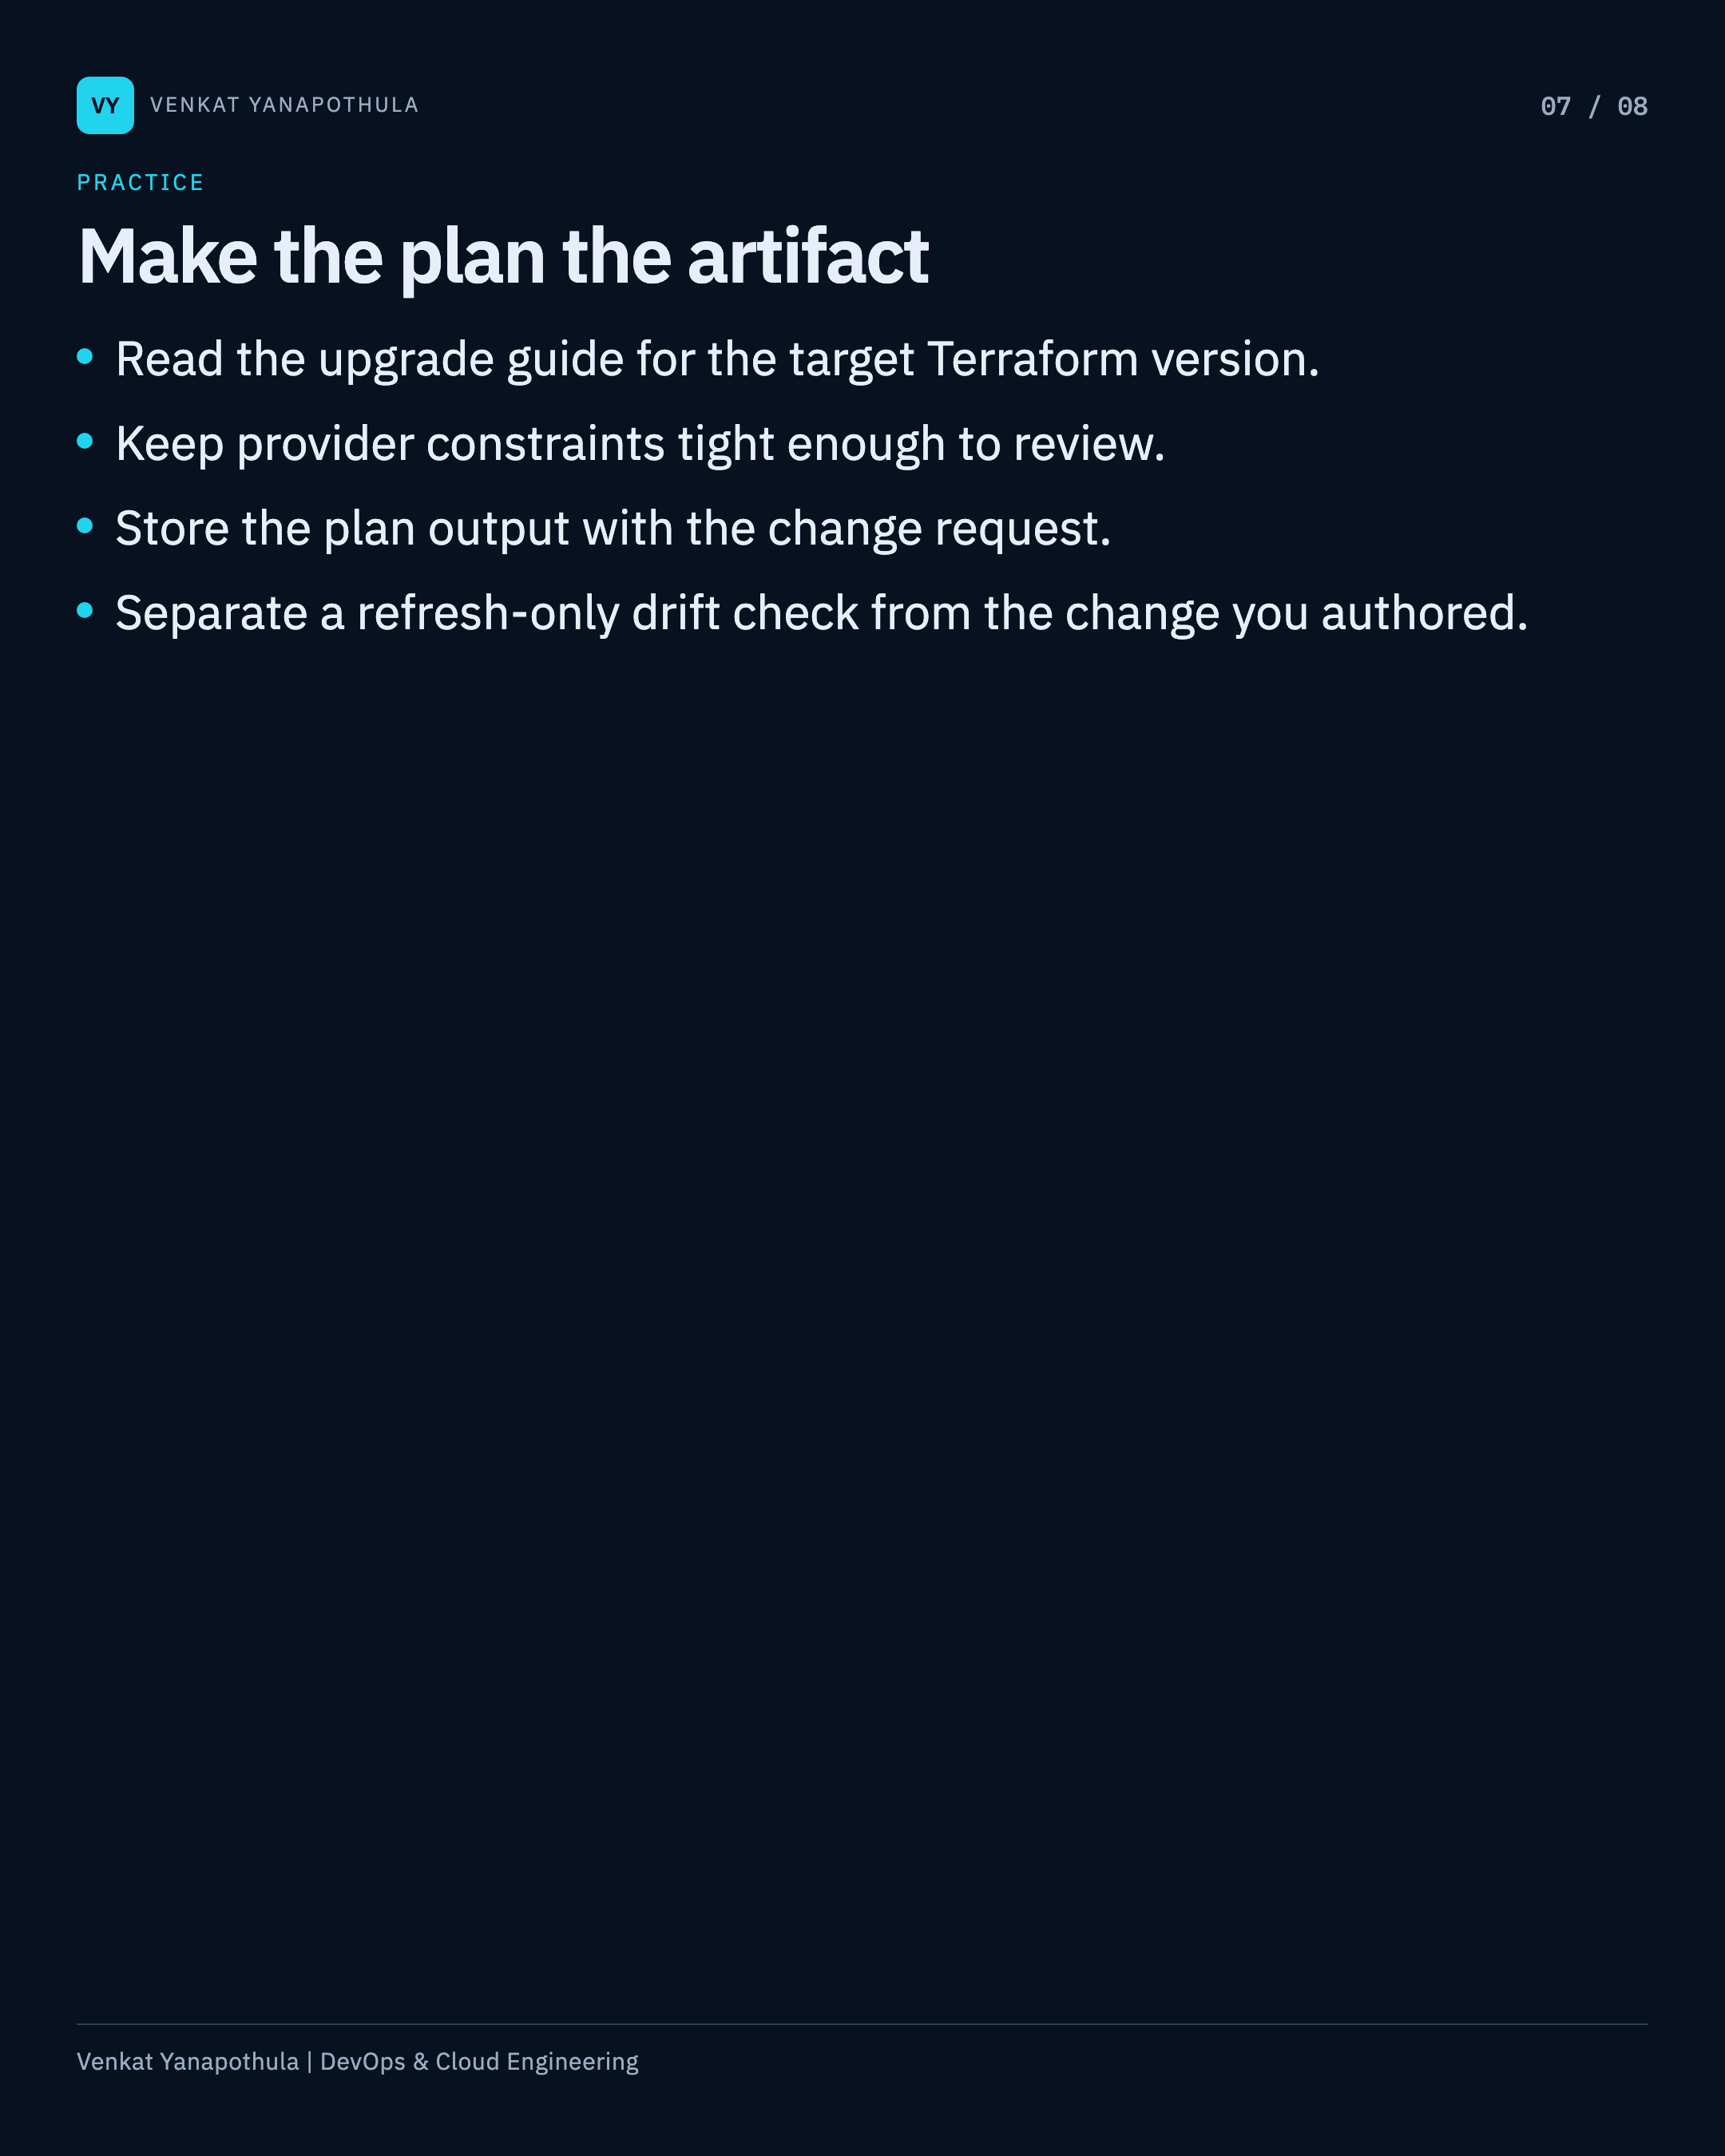 VY VENKAT YANAPOTHULA
07 / 08
PRACTICE
Make the plan the artifact
Read the upgrade guide for the target Terraform version.
Keep provider constraints tight enough to review.
Store the plan output with the change request.
Separate a refresh-only drift check from the change you authored.
Venkat Yanapothula | DevOps & Cloud Engineering